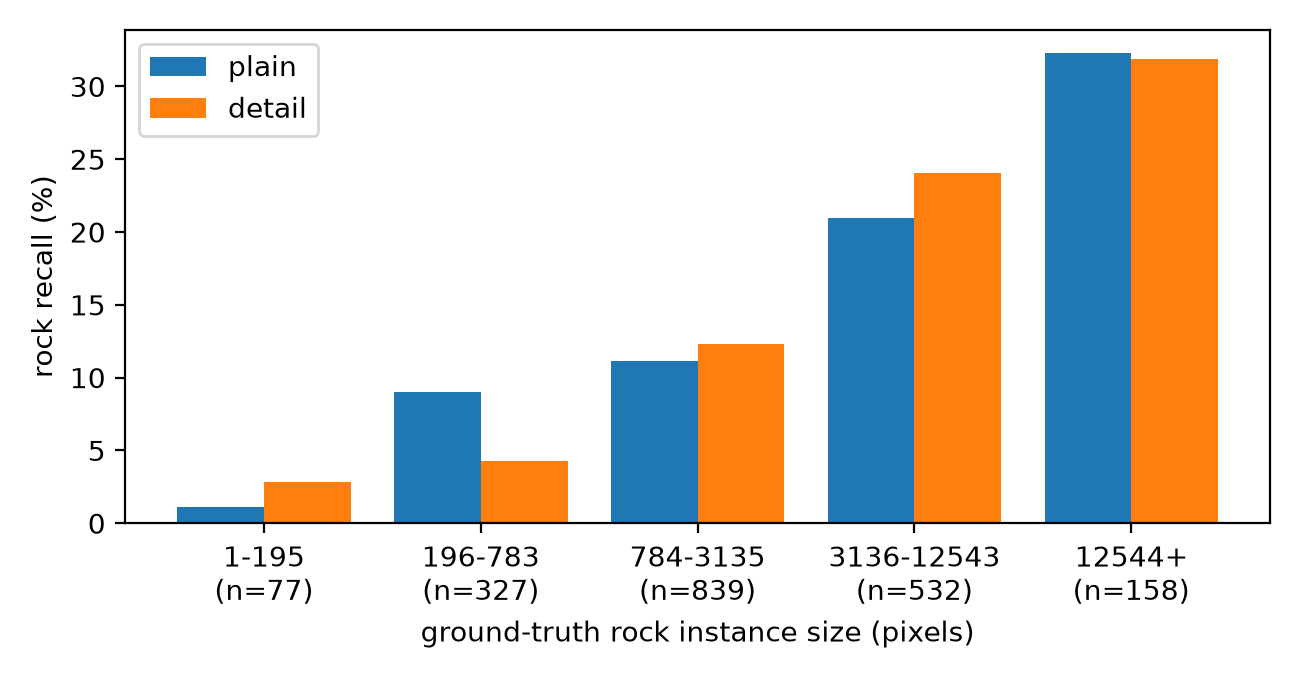 plain
detail
rock recall (%)
30
25
20
15
10
5
0
1-195
(n=77)
196-783
(n=327)
784-3135
(n=839)
3136-12543
(n=532)
12544+
(n=158)
ground-truth rock instance size (pixels)